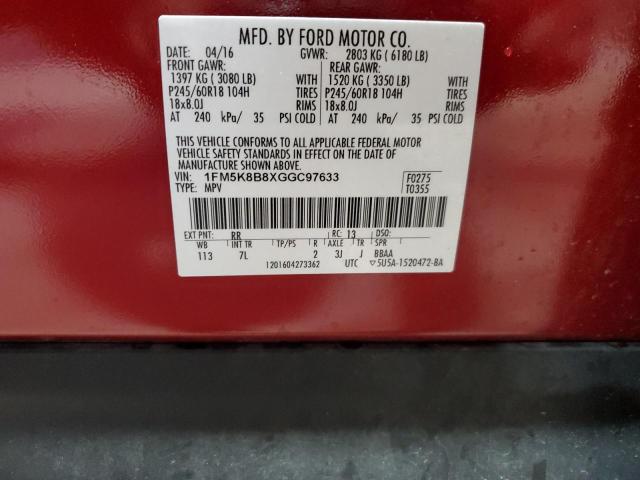 MFD. BY FORD MOTOR CO.
DATE: 04/16 GVWR: 2803 KG ( 6180 LB)
FRONT GAWR: REAR GAWR:
1397 KG ( 3080 LB) WITH 1520 KG ( 3350 LB) WITH
P245/60R18 104H TIRES P245/60R18 104H TIRES
18x8.0J RIMS 18x8.0J RIMS
AT 240 kPa/ 35 PSI COLD AT 240 kPa/ 35 PSI COLD
THIS VEHICLE CONFORMS TO ALL APPLICABLE FEDERAL MOTOR
VEHICLE SAFETY STANDARDS IN EFFECT ON THE DATE OF
MANUFACTURE SHOWN ABOVE.
VIN: 1FM5K8B8XGGC97633 F0275
TYPE: MPV T0355
EXT PNT: RR RC: 13 DSO:
WB INT TR TP/PS R AXLE TR SPR
113 7L 2 3J J BBAA
1201604273362 UTC ▽5U5A-1520472-BA